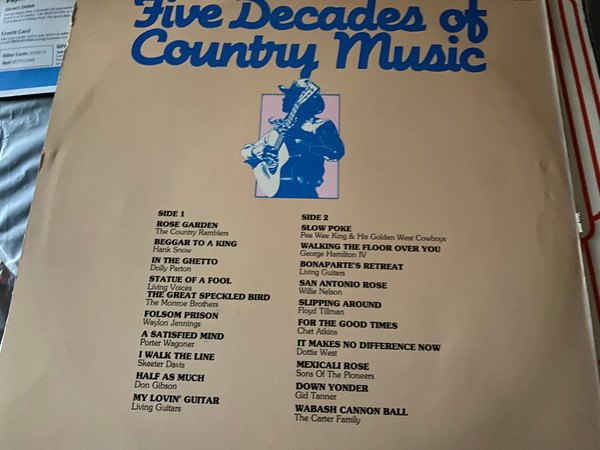 Direct Debit
Credit Card
Five Decades of
Country Music
SIDE 1
ROSE GARDEN
The Country Ramblers
BEGGAR TO A KING
Hank Snow
IN THE GHETTO
Dolly Parton
STATUE OF A FOOL
Living Voices
THE GREAT SPECKLED BIRD
The Monroe Brothers
FOLSOM PRISON
Waylon Jennings
A SATISFIED MIND
Porter Wagoner
I WALK THE LINE
Skeeter Davis
HALF AS MUCH
Don Gibson
MY LOVIN' GUITAR
Living Guitars
SIDE 2
SLOW POKE
Pee Wee King & His Golden West Cowboys
WALKING THE FLOOR OVER YOU
George Hamilton IV
BONAPARTE'S RETREAT
Living Guitars
SAN ANTONIO ROSE
Willie Nelson
SLIPPING AROUND
Floyd Tillman
FOR THE GOOD TIMES
Chet Atkins
IT MAKES NO DIFFERENCE NOW
Dottie West
MEXICALI ROSE
Sons Of The Pioneers
DOWN YONDER
Gid Tanner
WABASH CANNON BALL
The Carter Family